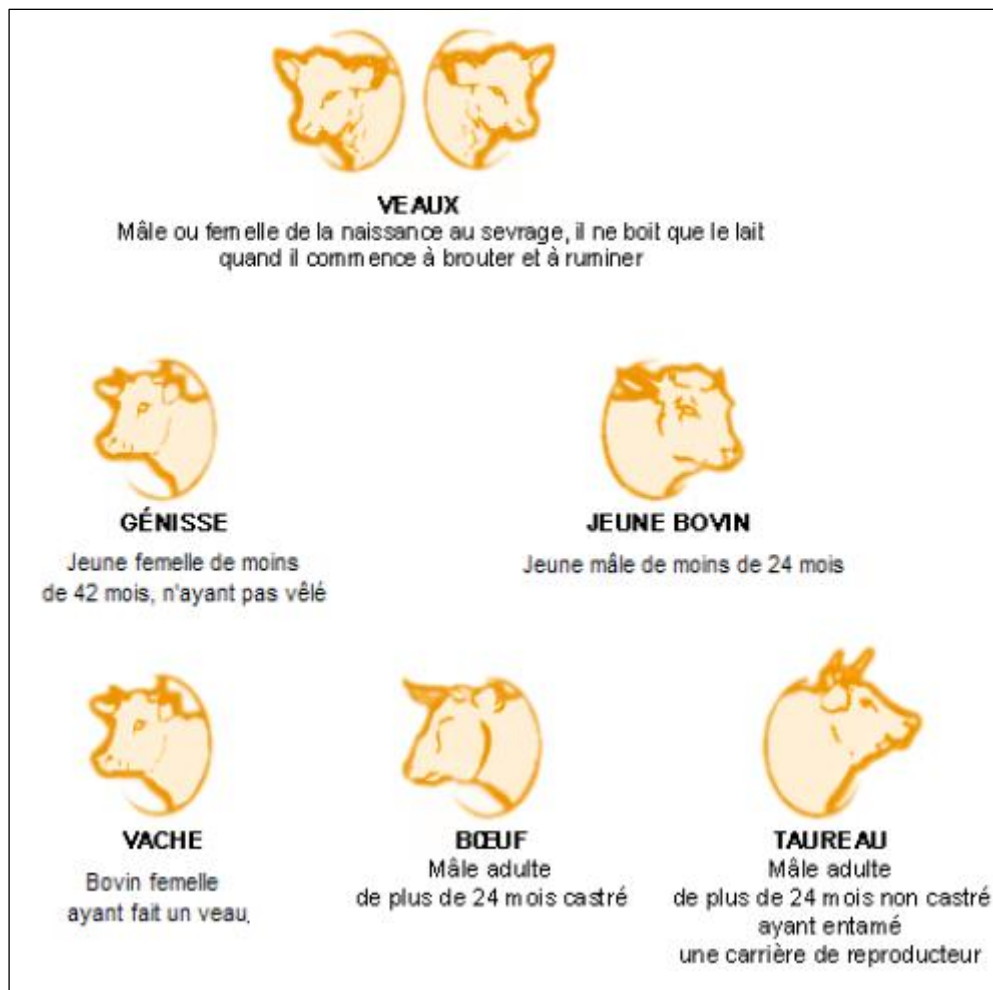 VEAUX
Mâle ou femelle de la naissance au sevrage, il ne boit que le lait
quand il commence à brouter et à ruminer
GÉNISSE
Jeune femelle de moins
de 42 mois, n'ayant pas vêlé
JEUNE BOVIN
Jeune mâle de moins de 24 mois
VACHE
Bovin femelle
ayant fait un veau.
BŒUF
Mâle adulte
de plus de 24 mois castré
TAUREAU
Mâle adulte
de plus de 24 mois non castré
ayant entamé
une carrière de reproducteur